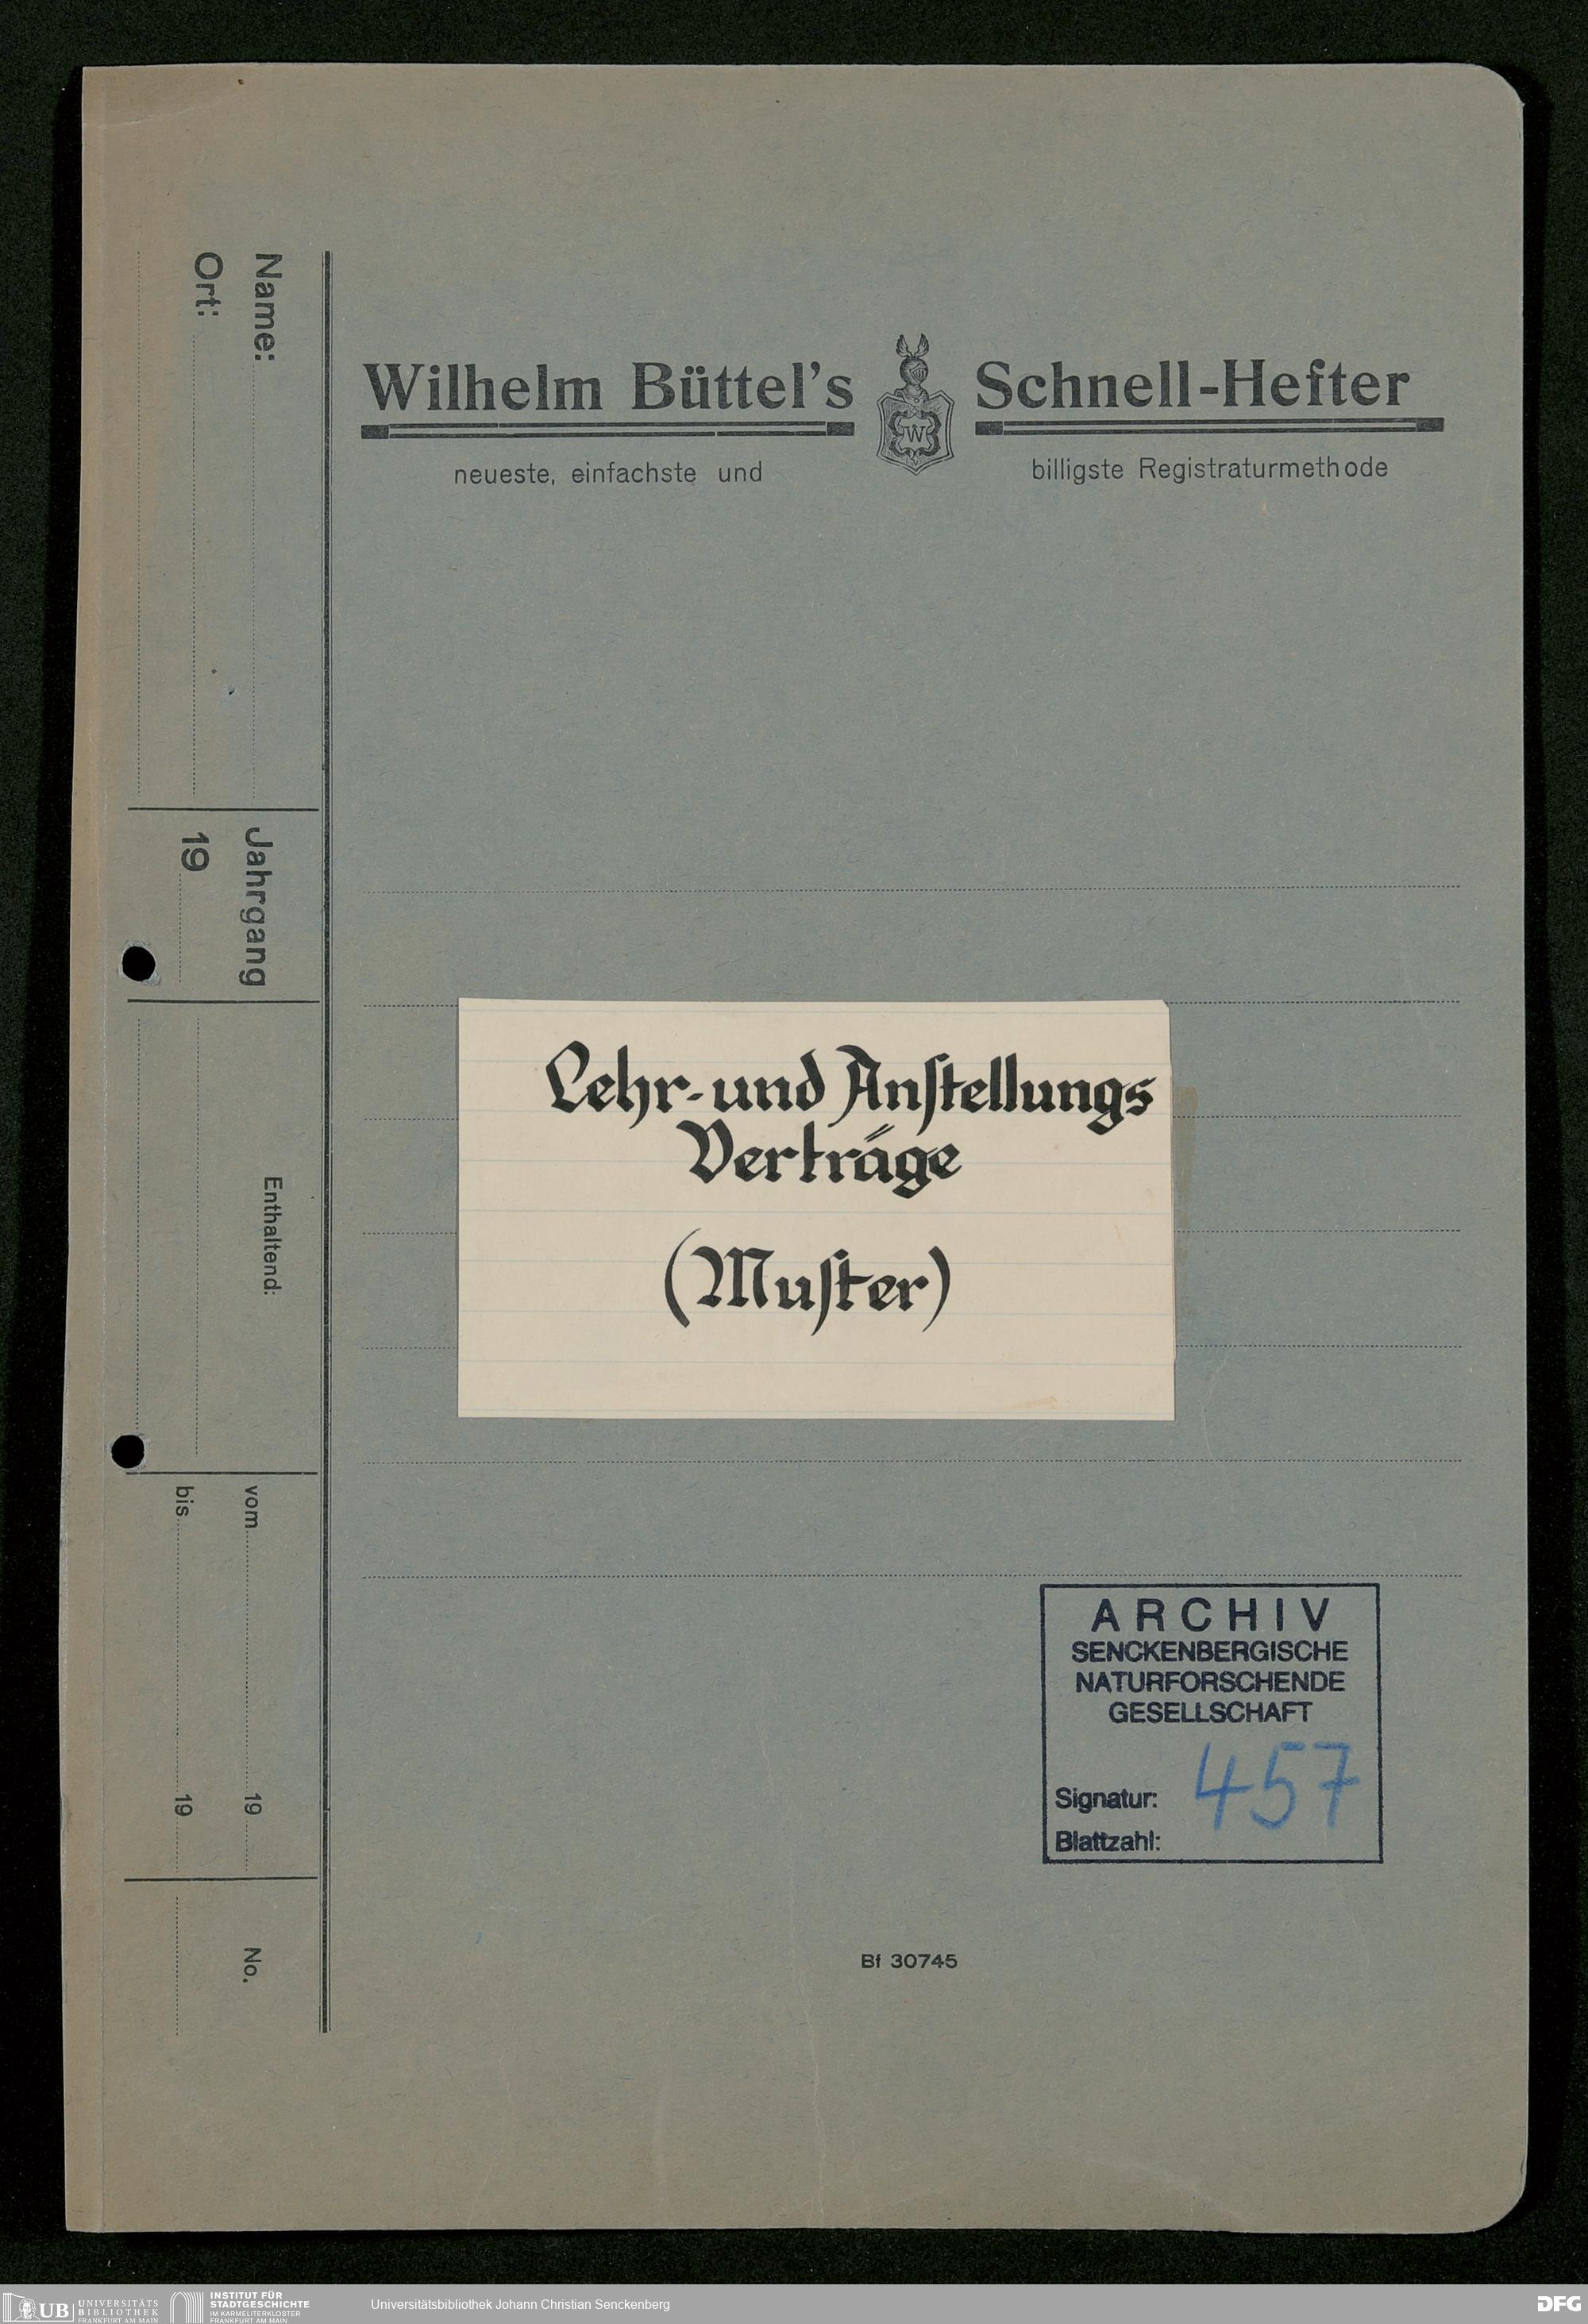 Wilhelm Büttel's Schnell-Hefter
W
neueste, einfachste und billigste Registraturmethode
Name:
Ort:
Jahrgang
19
Enthaltend:
vom 19
bis 19
No.
Lehr- und Anſtellungs
Verträge
(Muſter)
ARCHIV
SENCKENBERGISCHE
NATURFORSCHENDE
GESELLSCHAFT
Signatur: 457
Blattzahl:
Bf 30745
UB UNIVERSITÄTS
BIBLIOTHEK
FRANKFURT AM MAIN
INSTITUT FÜR
STADTGESCHICHTE
IM KARMELITERKLOSTER
FRANKFURT AM MAIN
Universitätsbibliothek Johann Christian Senckenberg
DFG